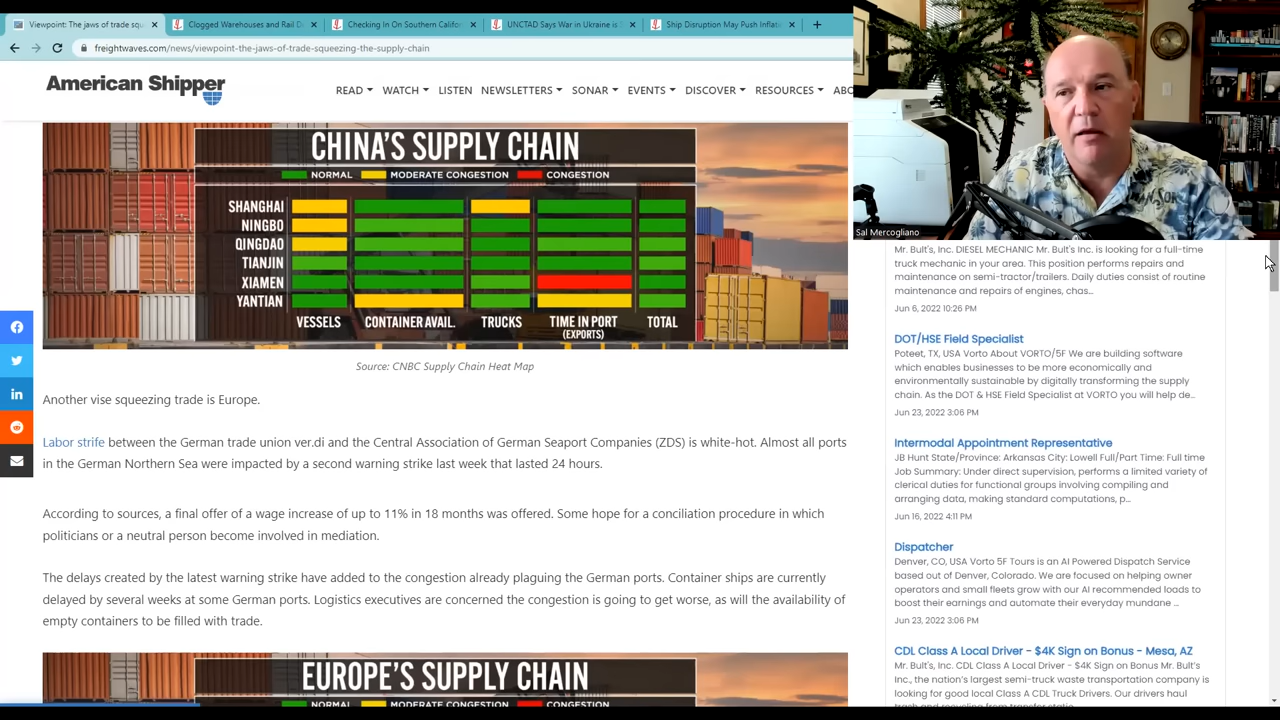 Viewpoint: The jaws of trade squ
Clogged Warehouses and Rail D
Checking In On Southern Califor
UNCTAD Says War in Ukraine is
Ship Disruption May Push Inflat
freightwaves.com/news/viewpoint-the-jaws-of-trade-squeezing-the-supply-chain
American Shipper
READ WATCH LISTEN NEWSLETTERS SONAR EVENTS DISCOVER RESOURCES ABO
CHINA'S SUPPLY CHAIN
NORMAL MODERATE CONGESTION CONGESTION
SHANGHAI
NINGBO
QINGDAO
TIANJIN
XIAMEN
YANTIAN
VESSELS CONTAINER AVAIL. TRUCKS TIME IN PORT (EXPORTS) TOTAL
Source: CNBC Supply Chain Heat Map
Another vise squeezing trade is Europe.
Labor strife between the German trade union ver.di and the Central Association of German Seaport Companies (ZDS) is white-hot. Almost all ports
in the German Northern Sea were impacted by a second warning strike last week that lasted 24 hours.
According to sources, a final offer of a wage increase of up to 11% in 18 months was offered. Some hope for a conciliation procedure in which
politicians or a neutral person become involved in mediation.
The delays created by the latest warning strike have added to the congestion already plaguing the German ports. Container ships are currently
delayed by several weeks at some German ports. Logistics executives are concerned the congestion is going to get worse, as will the availability of
empty containers to be filled with trade.
EUROPE'S SUPPLY CHAIN
NORMAL MODERATE CONGESTION CONGESTION
Sal Mercogliano
Mr. Bult's, Inc. DIESEL MECHANIC Mr. Bult's Inc. is looking for a full-time
truck mechanic in your area. This position performs repairs and
maintenance on semi-tractor/trailers. Daily duties consist of routine
maintenance and repairs of engines, chas...
Jun 6, 2022 10:26 PM
DOT/HSE Field Specialist
Poteet, TX, USA Vorto About VORTO/5F We are building software
which enables businesses to be more economically and
environmentally sustainable by digitally transforming the supply
chain. As the DOT & HSE Field Specialist at VORTO you will help de...
Jun 23, 2022 3:06 PM
Intermodal Appointment Representative
JB Hunt State/Province: Arkansas City: Lowell Full/Part Time: Full time
Job Summary: Under direct supervision, performs a limited variety of
clerical duties for functional groups involving compiling and
arranging data, making standard computations, p...
Jun 16, 2022 4:11 PM
Dispatcher
Denver, CO, USA Vorto 5F Tours is an AI Powered Dispatch Service
based out of Denver, Colorado. We are focused on helping owner
operators and small fleets grow with our AI recommended loads to
boost their earnings and automate their everyday mundane ...
Jun 23, 2022 3:06 PM
CDL Class A Local Driver - $4K Sign on Bonus - Mesa, AZ
Mr. Bult's, Inc. CDL Class A Local Driver - $4K Sign on Bonus Mr. Bult's
Inc., the nation's largest semi-truck waste transportation company is
looking for good local Class A CDL Truck Drivers. Our drivers haul
trash and recycling from transfer static